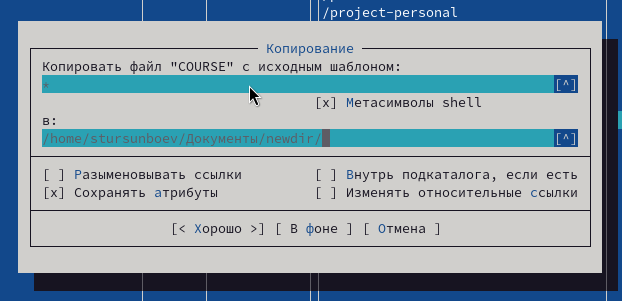 /project-personal
Копирование
Копировать файл "COURSE" с исходным шаблоном:
* [^]
[x] Метасимволы shell
в:
/home/stursunboev/Документы/newdir/ [^]
[ ] Разыменовывать ссылки [ ] Внутрь подкаталога, если есть
[x] Сохранять атрибуты [ ] Изменять относительные ссылки
[< Хорошо >] [ В фоне ] [ Отмена ]